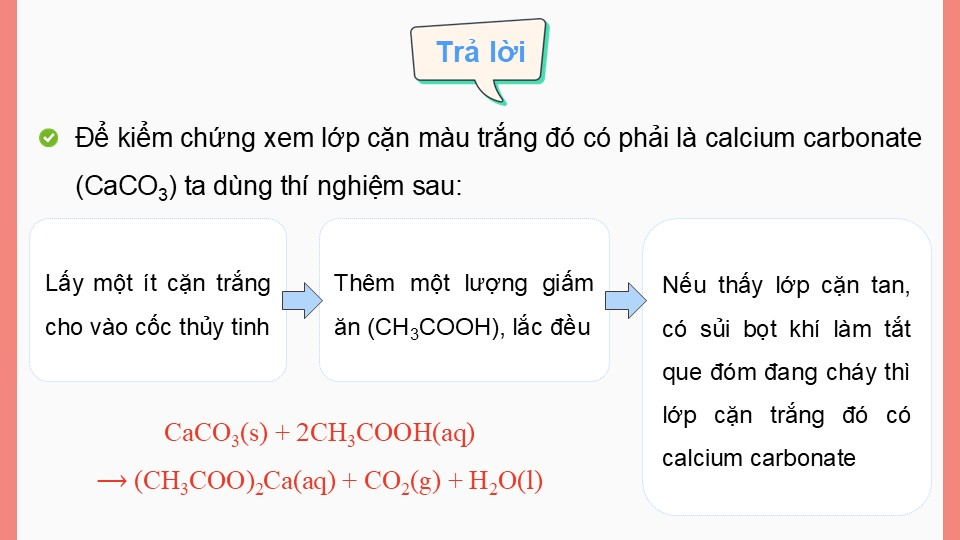 Trả lời
Để kiểm chứng xem lớp cặn màu trắng đó có phải là calcium carbonate
(CaCO₃) ta dùng thí nghiệm sau:
Lấy một ít cặn trắng
cho vào cốc thủy tinh
Thêm một lượng giấm
ăn (CH₃COOH), lắc đều
Nếu thấy lớp cặn tan,
có sủi bọt khí làm tắt
que đóm đang cháy thì
lớp cặn trắng đó có
calcium carbonate
CaCO₃(s) + 2CH₃COOH(aq)
⟶ (CH₃COO)₂Ca(aq) + CO₂(g) + H₂O(l)